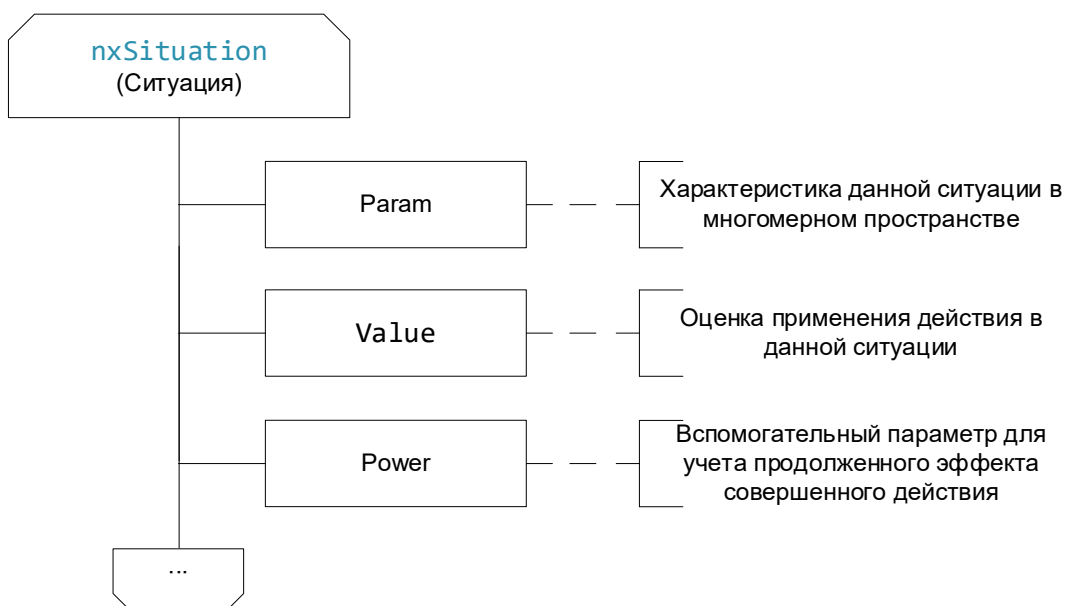 nxSituation
(Ситуация)
Param
Характеристика данной ситуации в
многомерном пространстве
Value
Оценка применения действия в
данной ситуации
Power
Вспомогательный параметр для
учета продолженного эффекта
совершенного действия
...